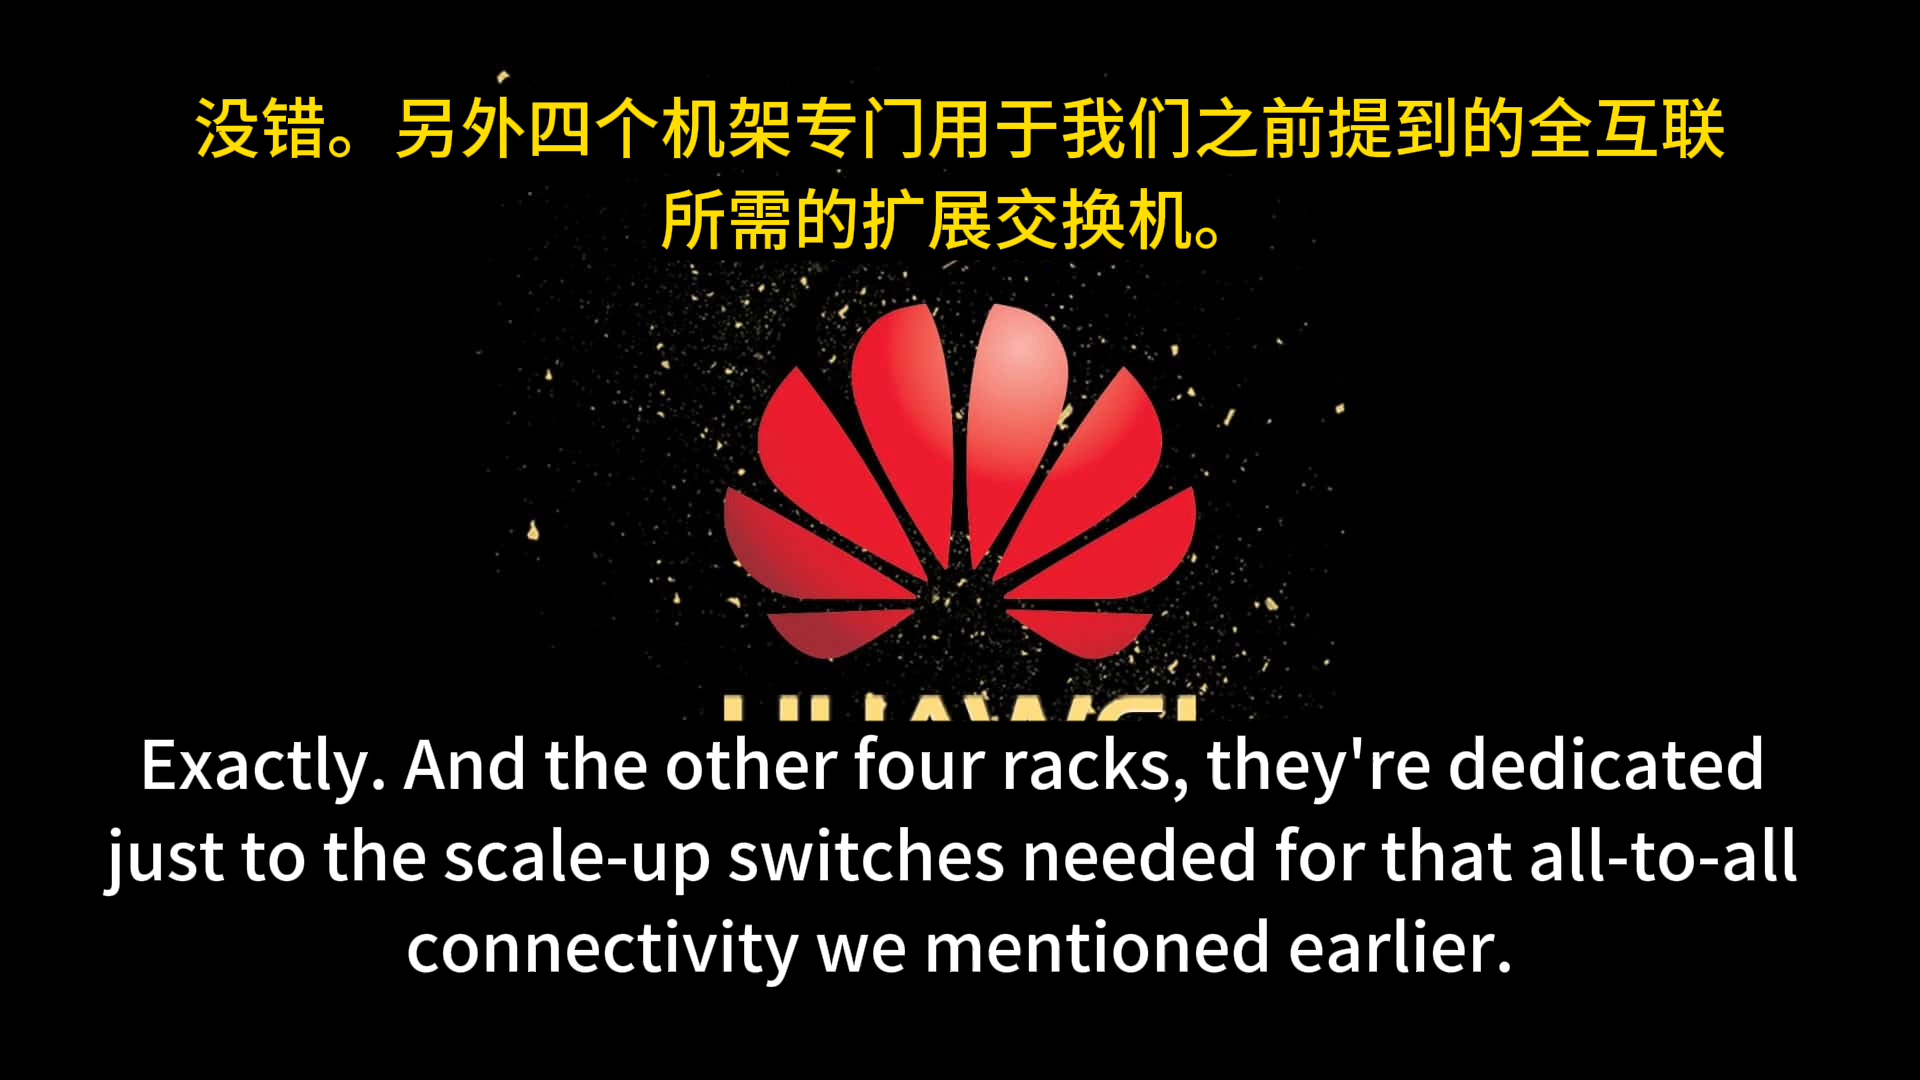 没错。另外四个机架专门用于我们之前提到的全互联
所需的扩展交换机。
HUAWEI
Exactly. And the other four racks, they're dedicated
just to the scale-up switches needed for that all-to-all
connectivity we mentioned earlier.